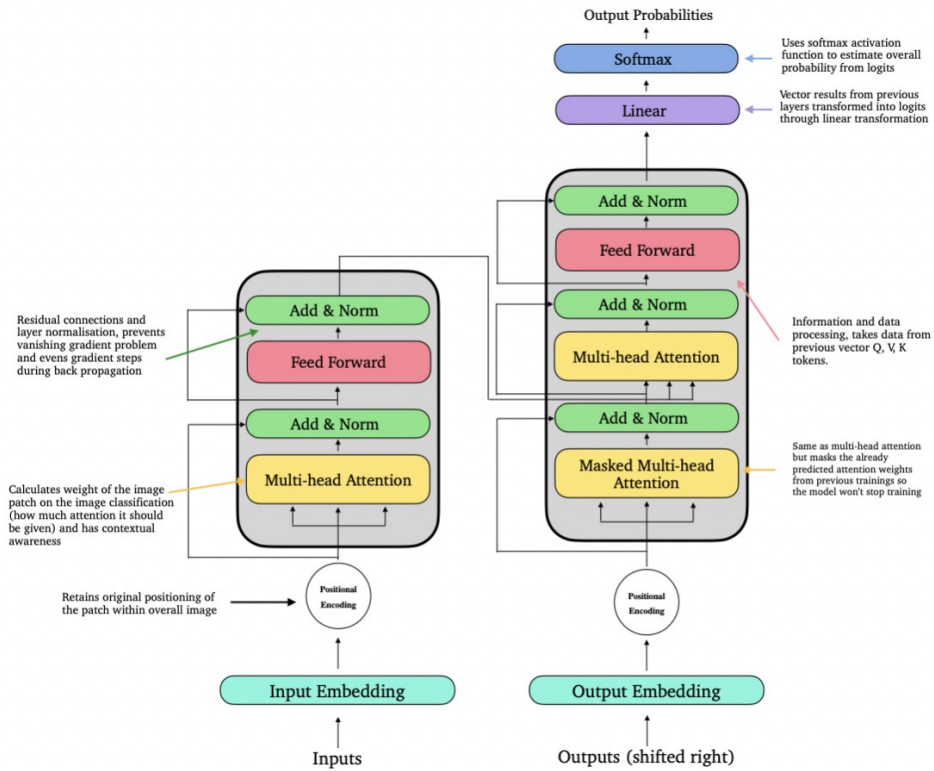 Output Probabilities
Softmax
Uses softmax activation
function to estimate overall
probability from logits
Linear
Vector results from previous
layers transformed into logits
through linear transformation
Add & Norm
Feed Forward
Add & Norm
Multi-head Attention
Add & Norm
Masked Multi-head
Attention
Information and data
processing, takes data from
previous vector Q, V, K
tokens.
Same as multi-head attention
but masks the already
predicted attention weights
from previous trainings so
the model won't stop training
Add & Norm
Feed Forward
Add & Norm
Multi-head Attention
Residual connections and
layer normalisation, prevents
vanishing gradient problem
and evens gradient steps
during back propagation
Calculates weight of the image
patch on the image classification
(how much attention it should
be given) and has contextual
awareness
Retains original positioning of
the patch within overall image
Positional
Encoding
Positional
Encoding
Input Embedding
Output Embedding
Inputs
Outputs (shifted right)